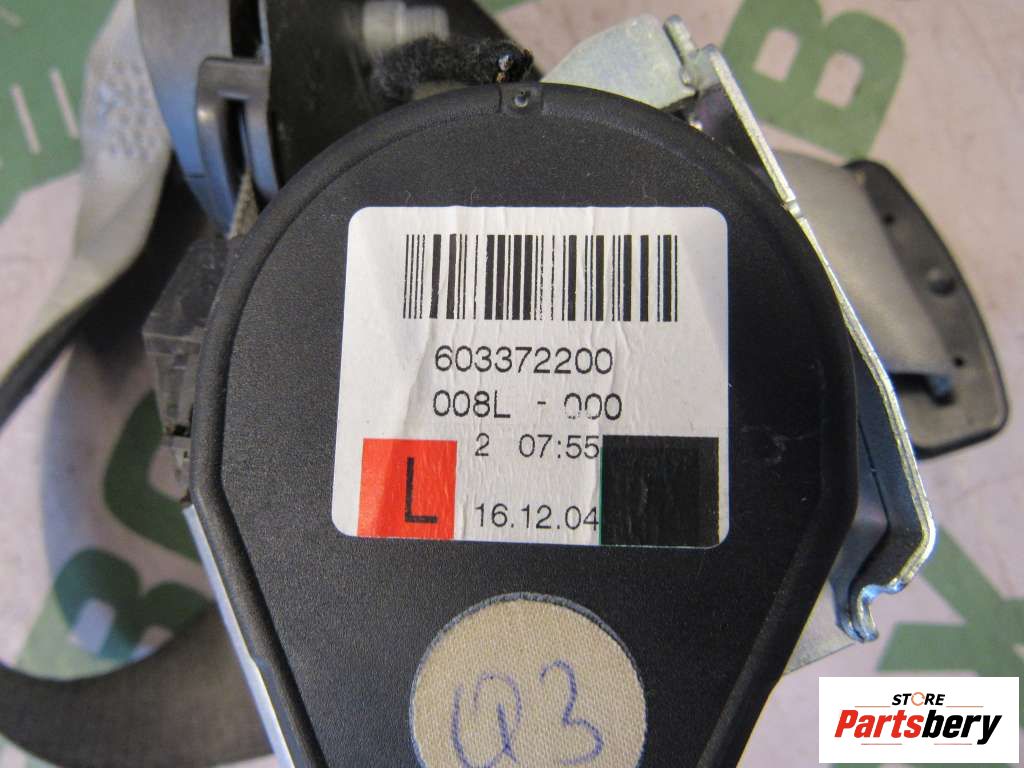 603372200
008L - 000
2 07:55
L
16.12.04
Q3
STORE
Partsbery